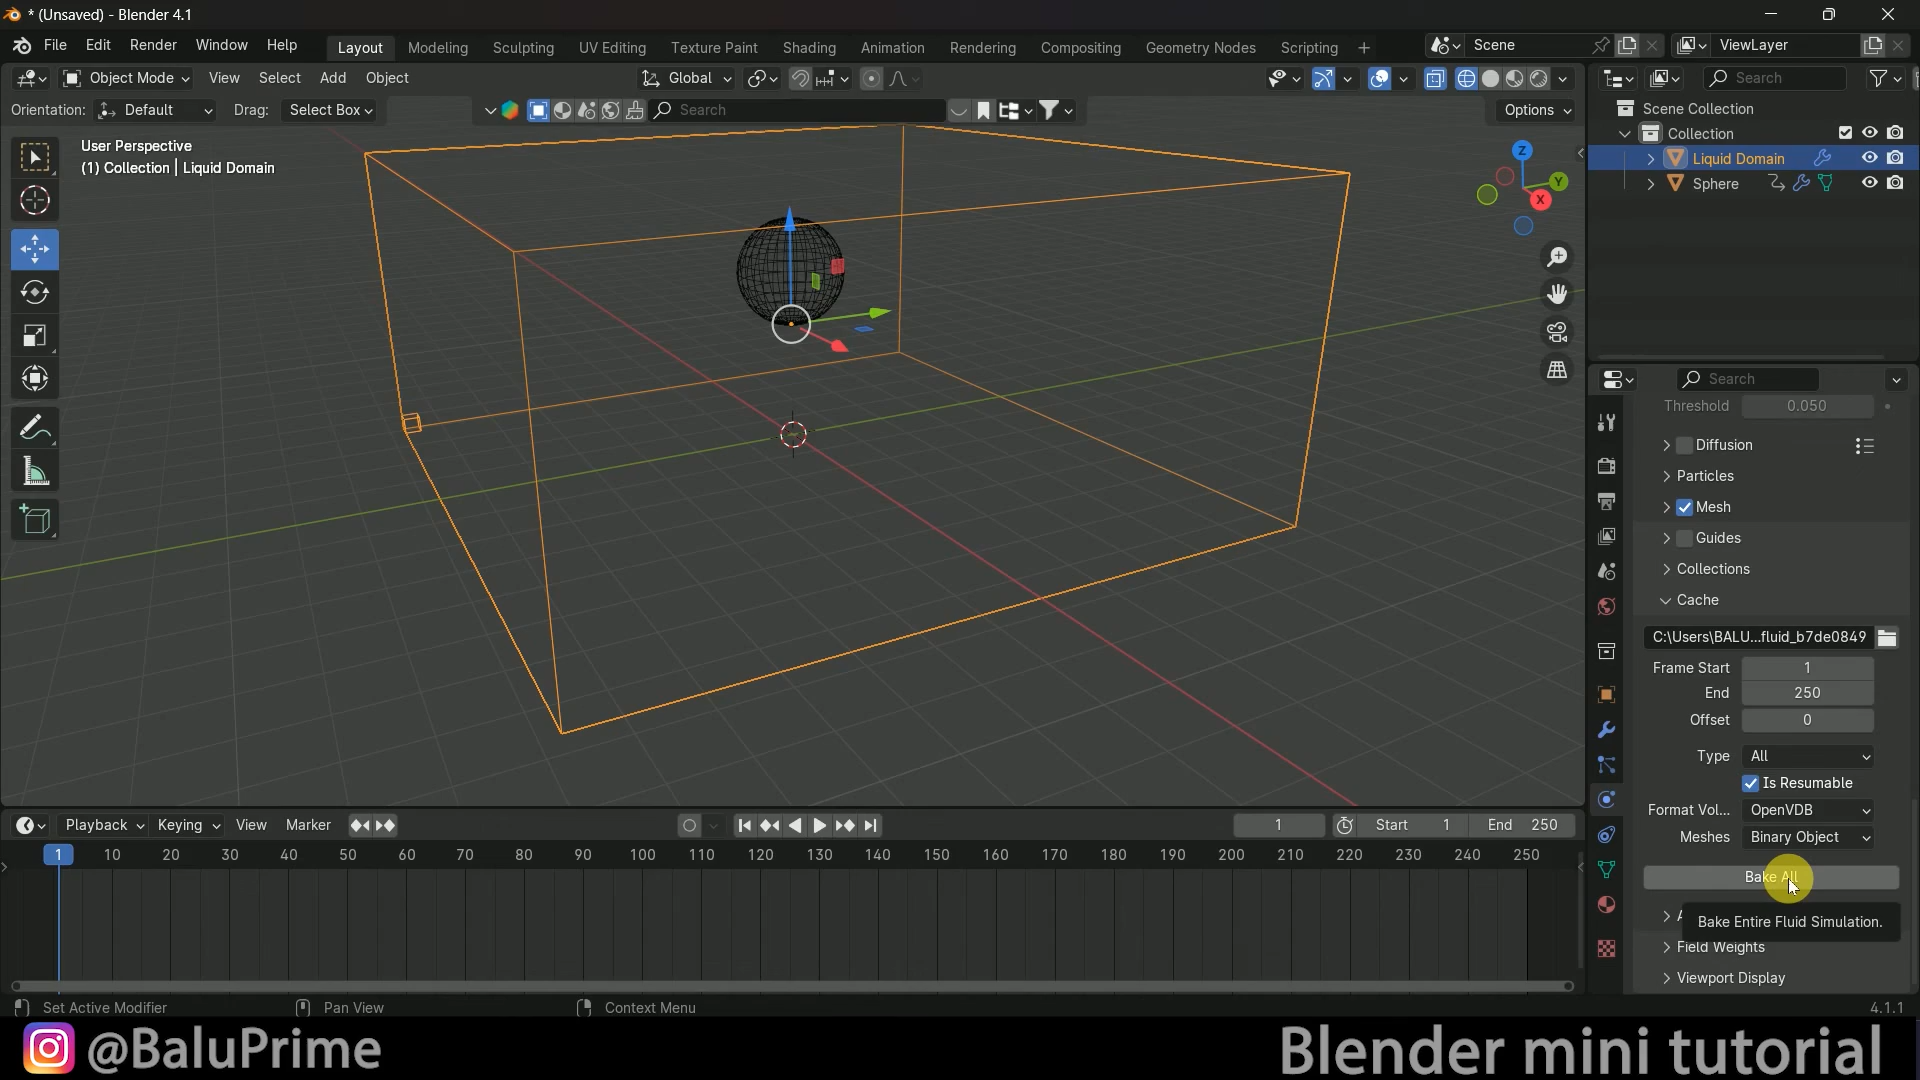 * (Unsaved) - Blender 4.1
File Edit Render Window Help Layout Modeling Sculpting UV Editing Texture Paint Shading Animation Rendering Compositing Geometry Nodes Scripting + Scene ViewLayer
Object Mode View Select Add Object Global Search
Orientation: Default Drag: Select Box Search Options
Scene Collection
Collection
Liquid Domain
Sphere
User Perspective
(1) Collection | Liquid Domain
Z
Y
X
Search
Threshold 0.050
Diffusion
Particles
Mesh
Guides
Collections
Cache
C:\Users\BALU...fluid_b7de0849
Frame Start 1
End 250
Offset 0
Type All
Is Resumable
Format Vol... OpenVDB
Meshes Binary Object
Bake All
Bake Entire Fluid Simulation.
Field Weights
Viewport Display
Playback Keying View Marker 1 Start 1 End 250
1 10 20 30 40 50 60 70 80 90 100 110 120 130 140 150 160 170 180 190 200 210 220 230 240 250
Set Active Modifier Pan View Context Menu 4.1.1
@BaluPrime Blender mini tutorial